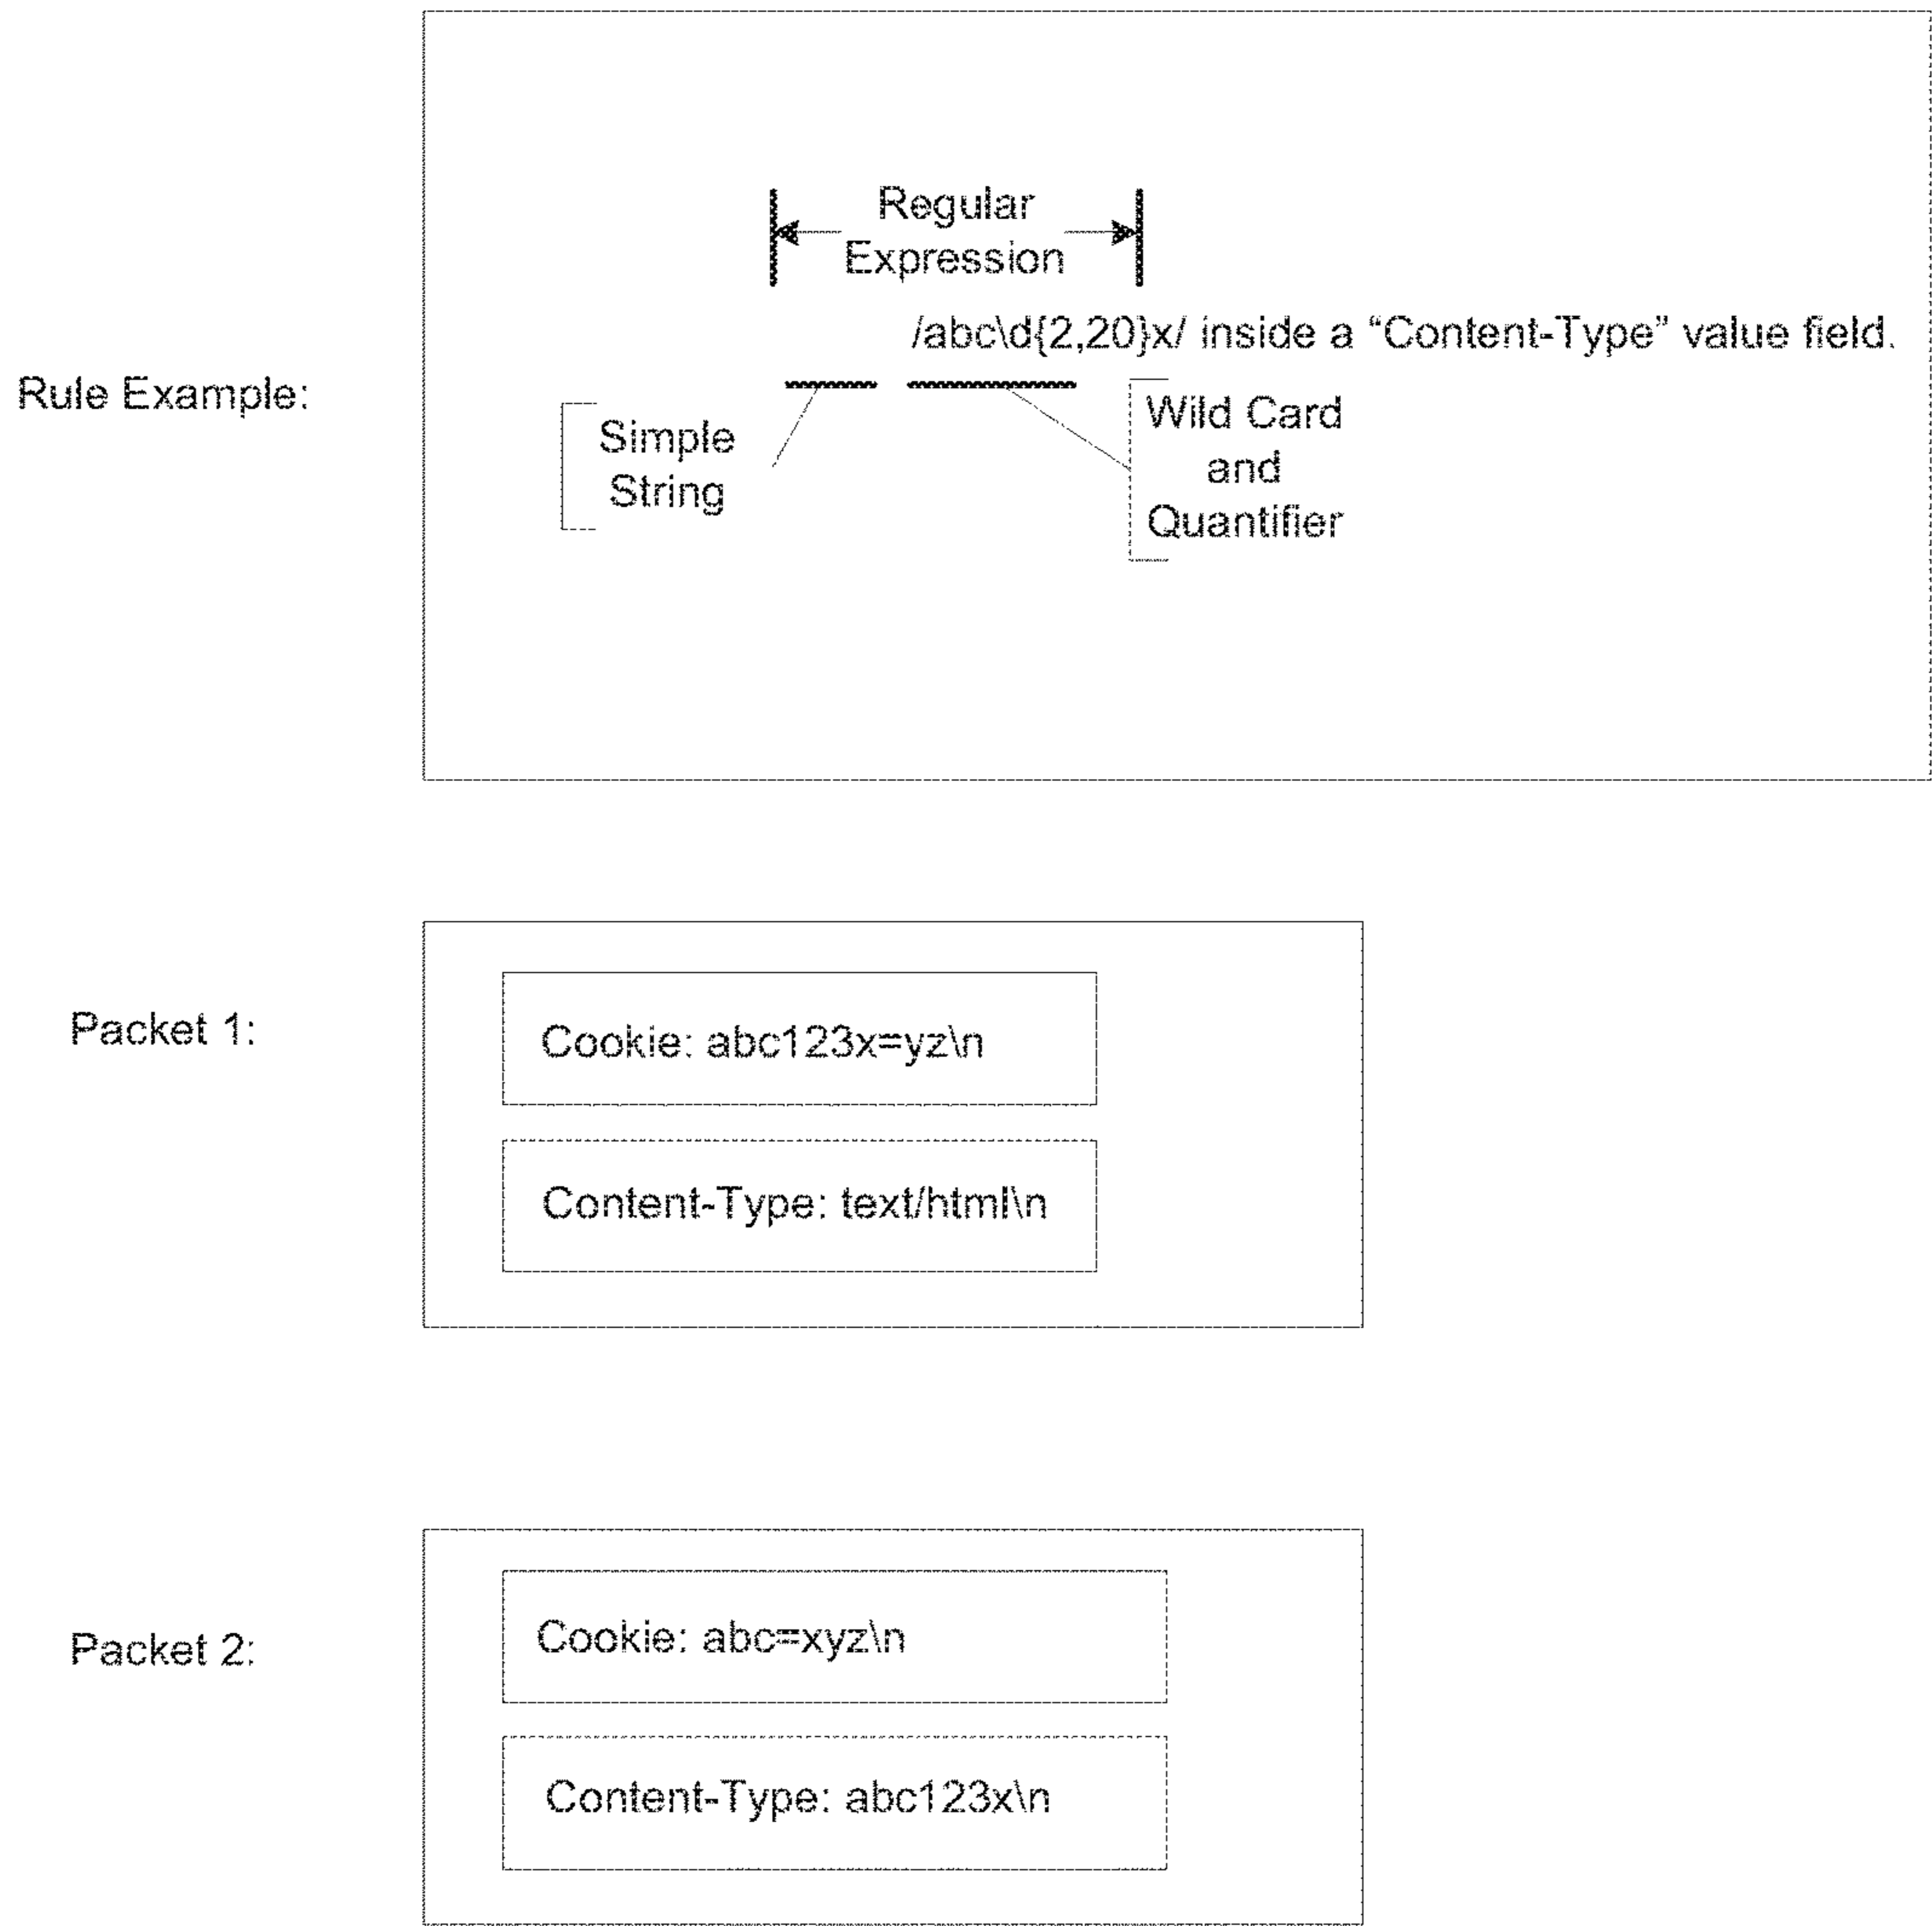 Regular
Expression
/abc\d{2,20}x/ inside a “Content-Type” value field.
Rule Example:
Simple
String
Wild Card
and
Quantifier
Packet 1:
Cookie: abc123x=yz\n
Content-Type: text/html\n
Packet 2:
Cookie: abc=xyz\n
Content-Type: abc123x\n